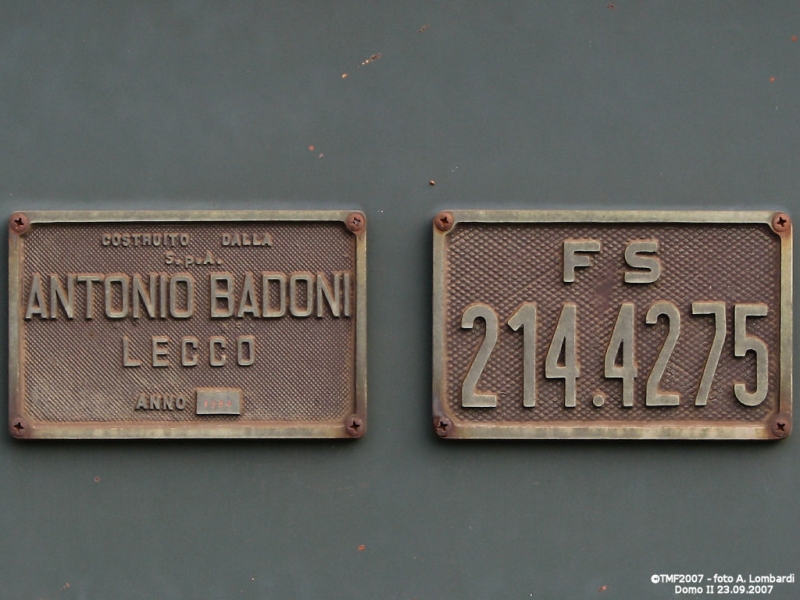 COSTRUITO DALLA
S.p.A.
ANTONIO BADONI
LECCO
ANNO
FS
214.4275
©TMF2007 - foto A. Lombardi
Domo II 23.09.2007